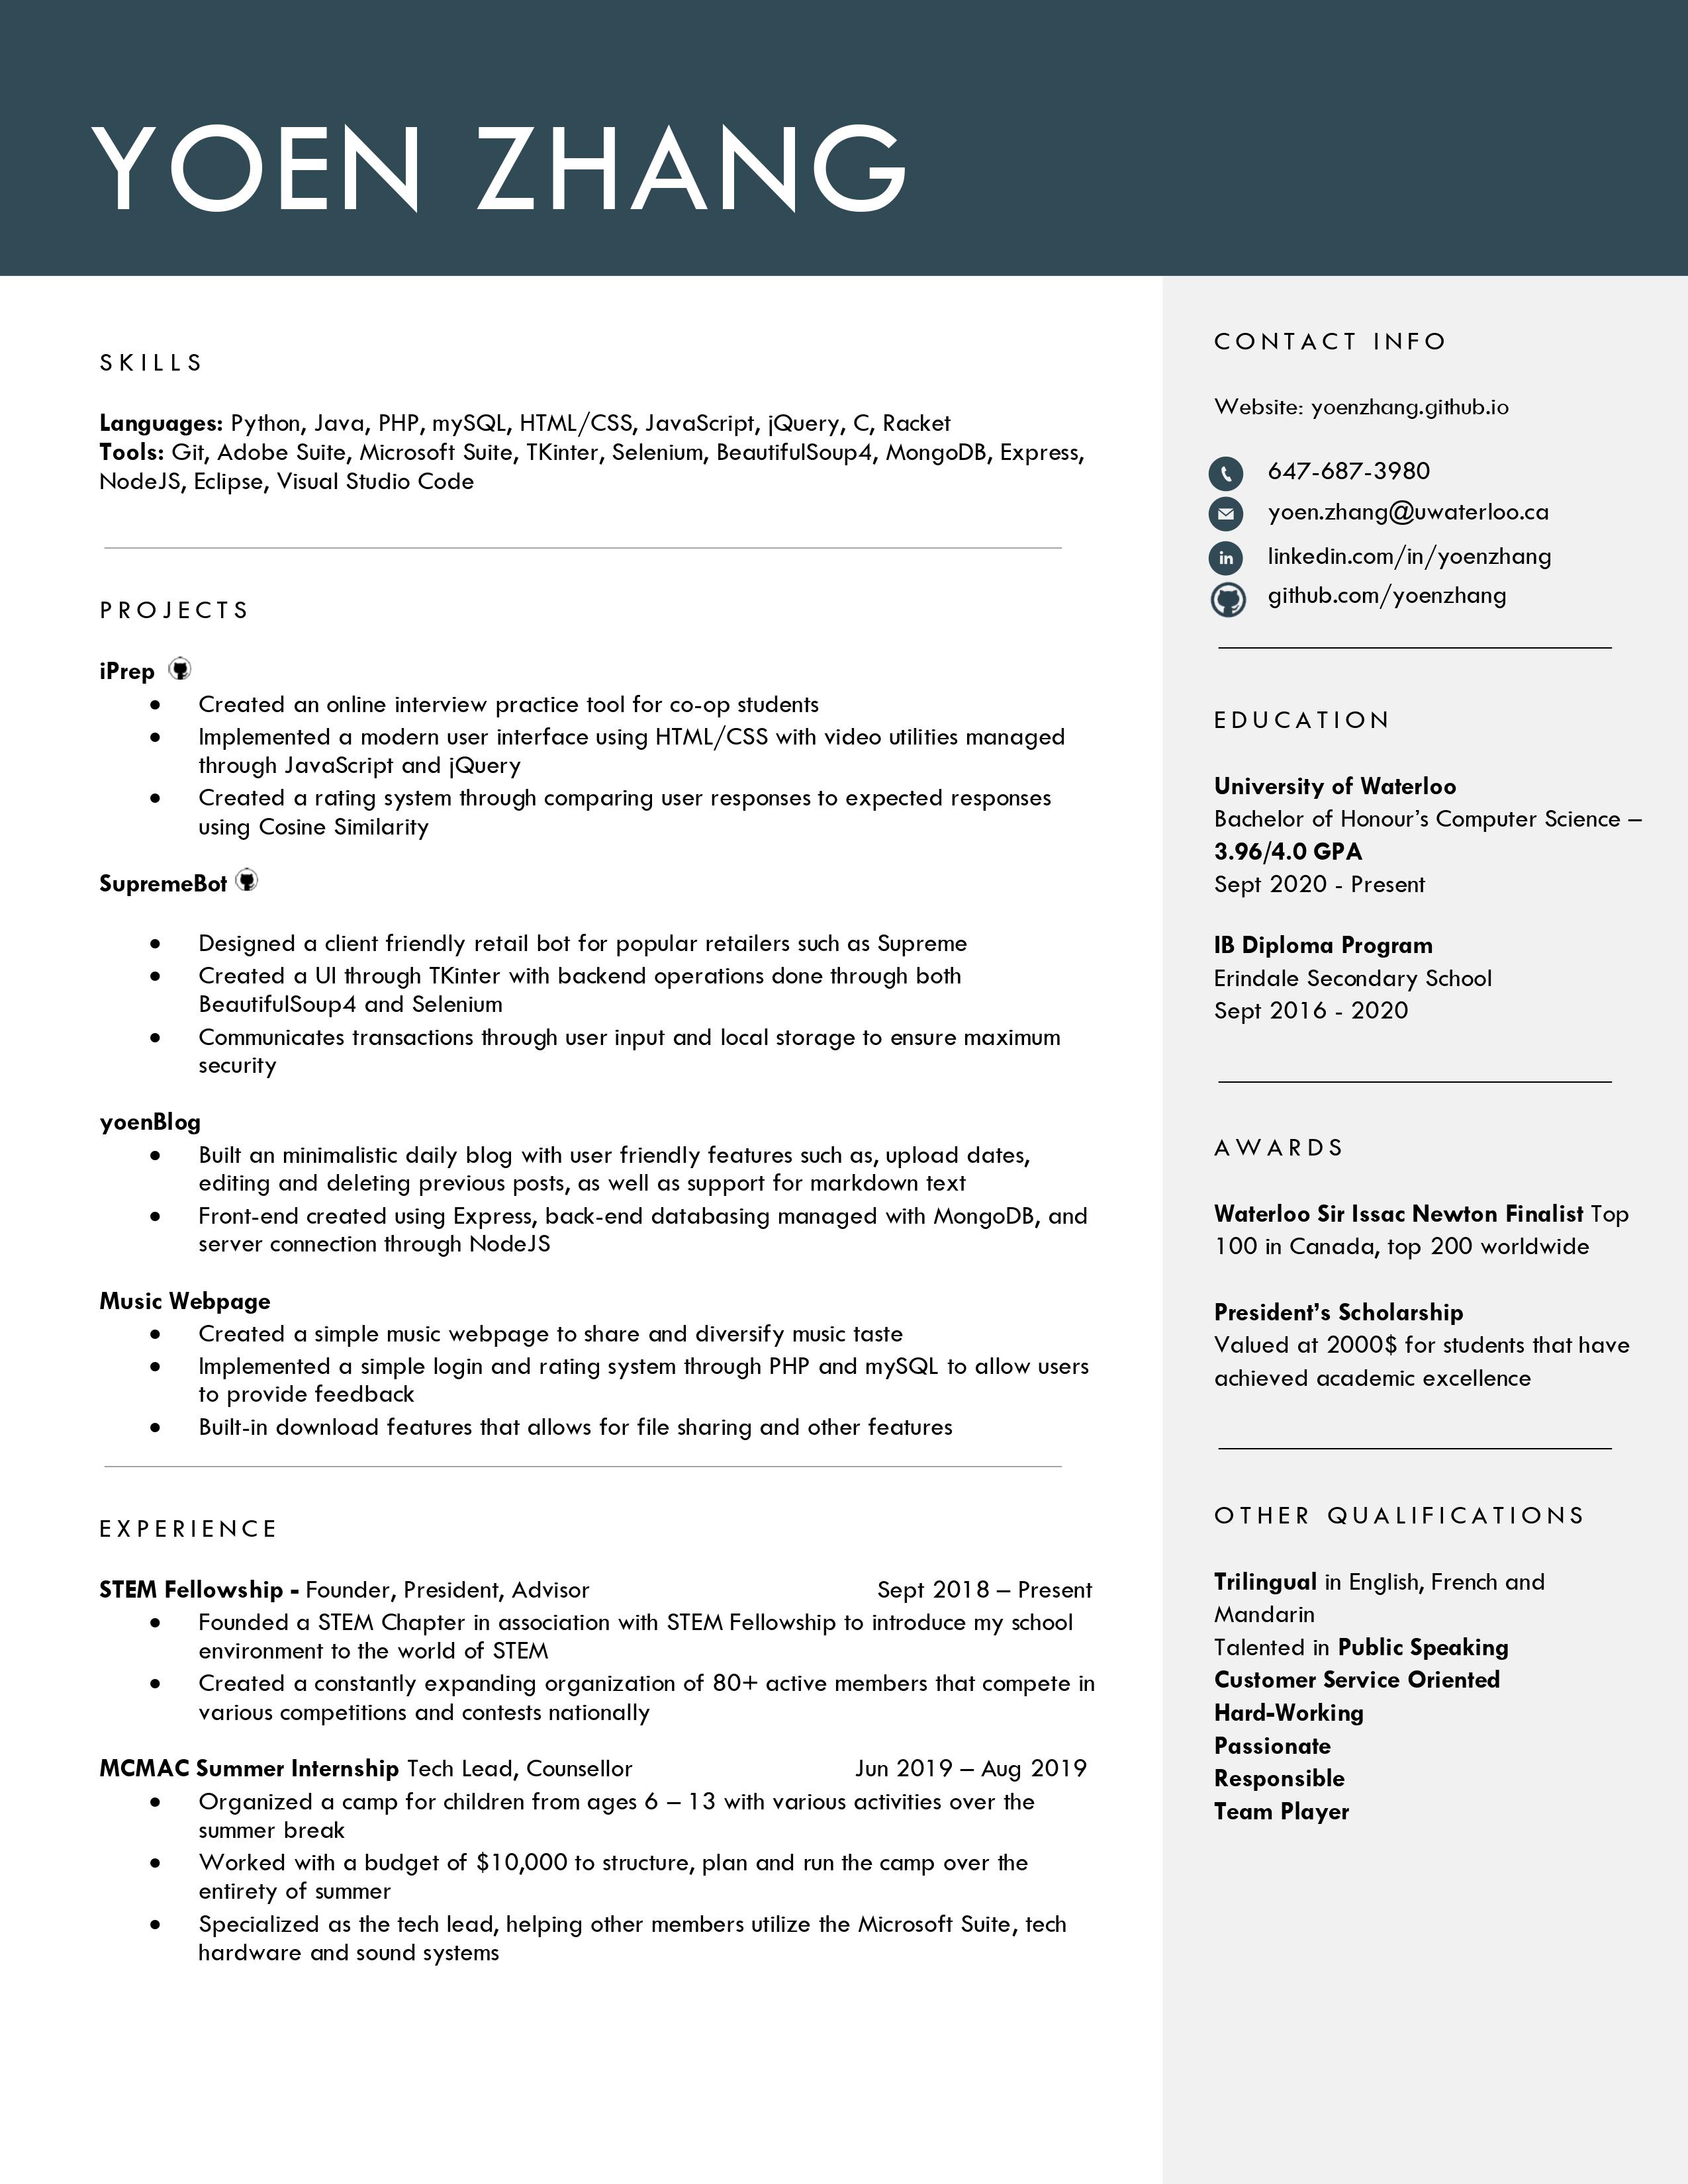 YOEN ZHANG
SKILLS
Languages: Python, Java, PHP, mySQL, HTML/CSS, JavaScript, jQuery, C, Racket
Tools: Git, Adobe Suite, Microsoft Suite, TKinter, Selenium, BeautifulSoup4, MongoDB, Express,
NodeJS, Eclipse, Visual Studio Code
PROJECTS
iPrep
● Created an online interview practice tool for co-op students
● Implemented a modern user interface using HTML/CSS with video utilities managed
through JavaScript and jQuery
● Created a rating system through comparing user responses to expected responses
using Cosine Similarity
SupremeBot
● Designed a client friendly retail bot for popular retailers such as Supreme
● Created a UI through TKinter with backend operations done through both
BeautifulSoup4 and Selenium
● Communicates transactions through user input and local storage to ensure maximum
security
yoenBlog
● Built an minimalistic daily blog with user friendly features such as, upload dates,
editing and deleting previous posts, as well as support for markdown text
● Front-end created using Express, back-end databasing managed with MongoDB, and
server connection through NodeJS
Music Webpage
● Created a simple music webpage to share and diversify music taste
● Implemented a simple login and rating system through PHP and mySQL to allow users
to provide feedback
● Built-in download features that allows for file sharing and other features
EXPERIENCE
STEM Fellowship - Founder, President, Advisor Sept 2018 – Present
● Founded a STEM Chapter in association with STEM Fellowship to introduce my school
environment to the world of STEM
● Created a constantly expanding organization of 80+ active members that compete in
various competitions and contests nationally
MCMAC Summer Internship Tech Lead, Counsellor Jun 2019 – Aug 2019
● Organized a camp for children from ages 6 – 13 with various activities over the
summer break
● Worked with a budget of $10,000 to structure, plan and run the camp over the
entirety of summer
● Specialized as the tech lead, helping other members utilize the Microsoft Suite, tech
hardware and sound systems
CONTACT INFO
Website: yoenzhang.github.io
647-687-3980
yoen.zhang@uwaterloo.ca
in linkedin.com/in/yoenzhang
github.com/yoenzhang
EDUCATION
University of Waterloo
Bachelor of Honour’s Computer Science –
3.96/4.0 GPA
Sept 2020 - Present
IB Diploma Program
Erindale Secondary School
Sept 2016 - 2020
AWARDS
Waterloo Sir Issac Newton Finalist Top
100 in Canada, top 200 worldwide
President’s Scholarship
Valued at 2000$ for students that have
achieved academic excellence
OTHER QUALIFICATIONS
Trilingual in English, French and
Mandarin
Talented in Public Speaking
Customer Service Oriented
Hard-Working
Passionate
Responsible
Team Player